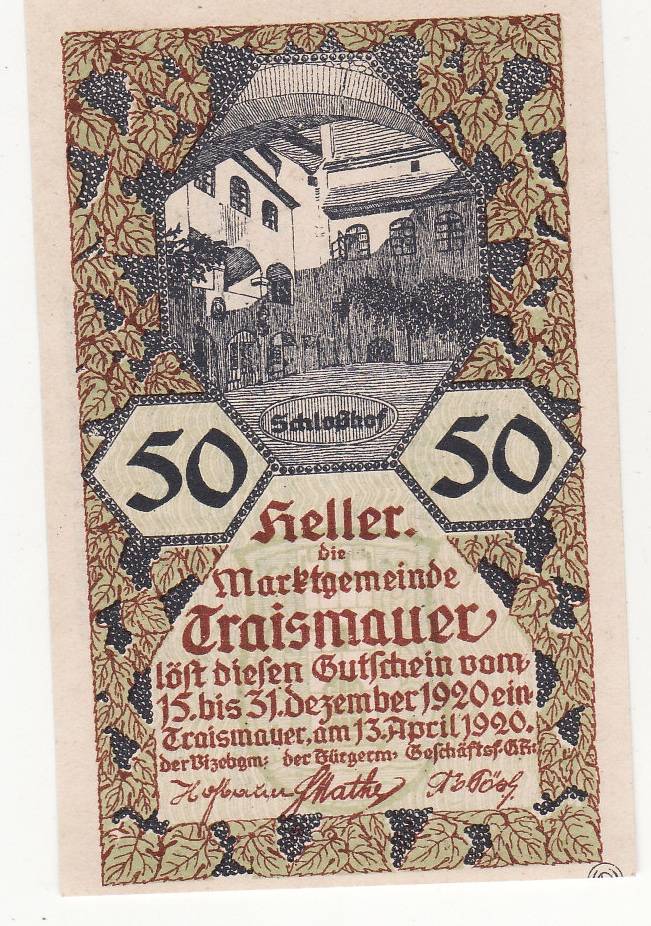 Schloßhof
50 50
Heller.
die
Marktgemeinde
Traismauer
löst diesen Gutschein vom
15. bis 31. Dezember 1920 ein
Traismauer, am 13. April 1920.
der Vizebgm: der Bürgerm: Geschäftsf. GR:
Hofbauer